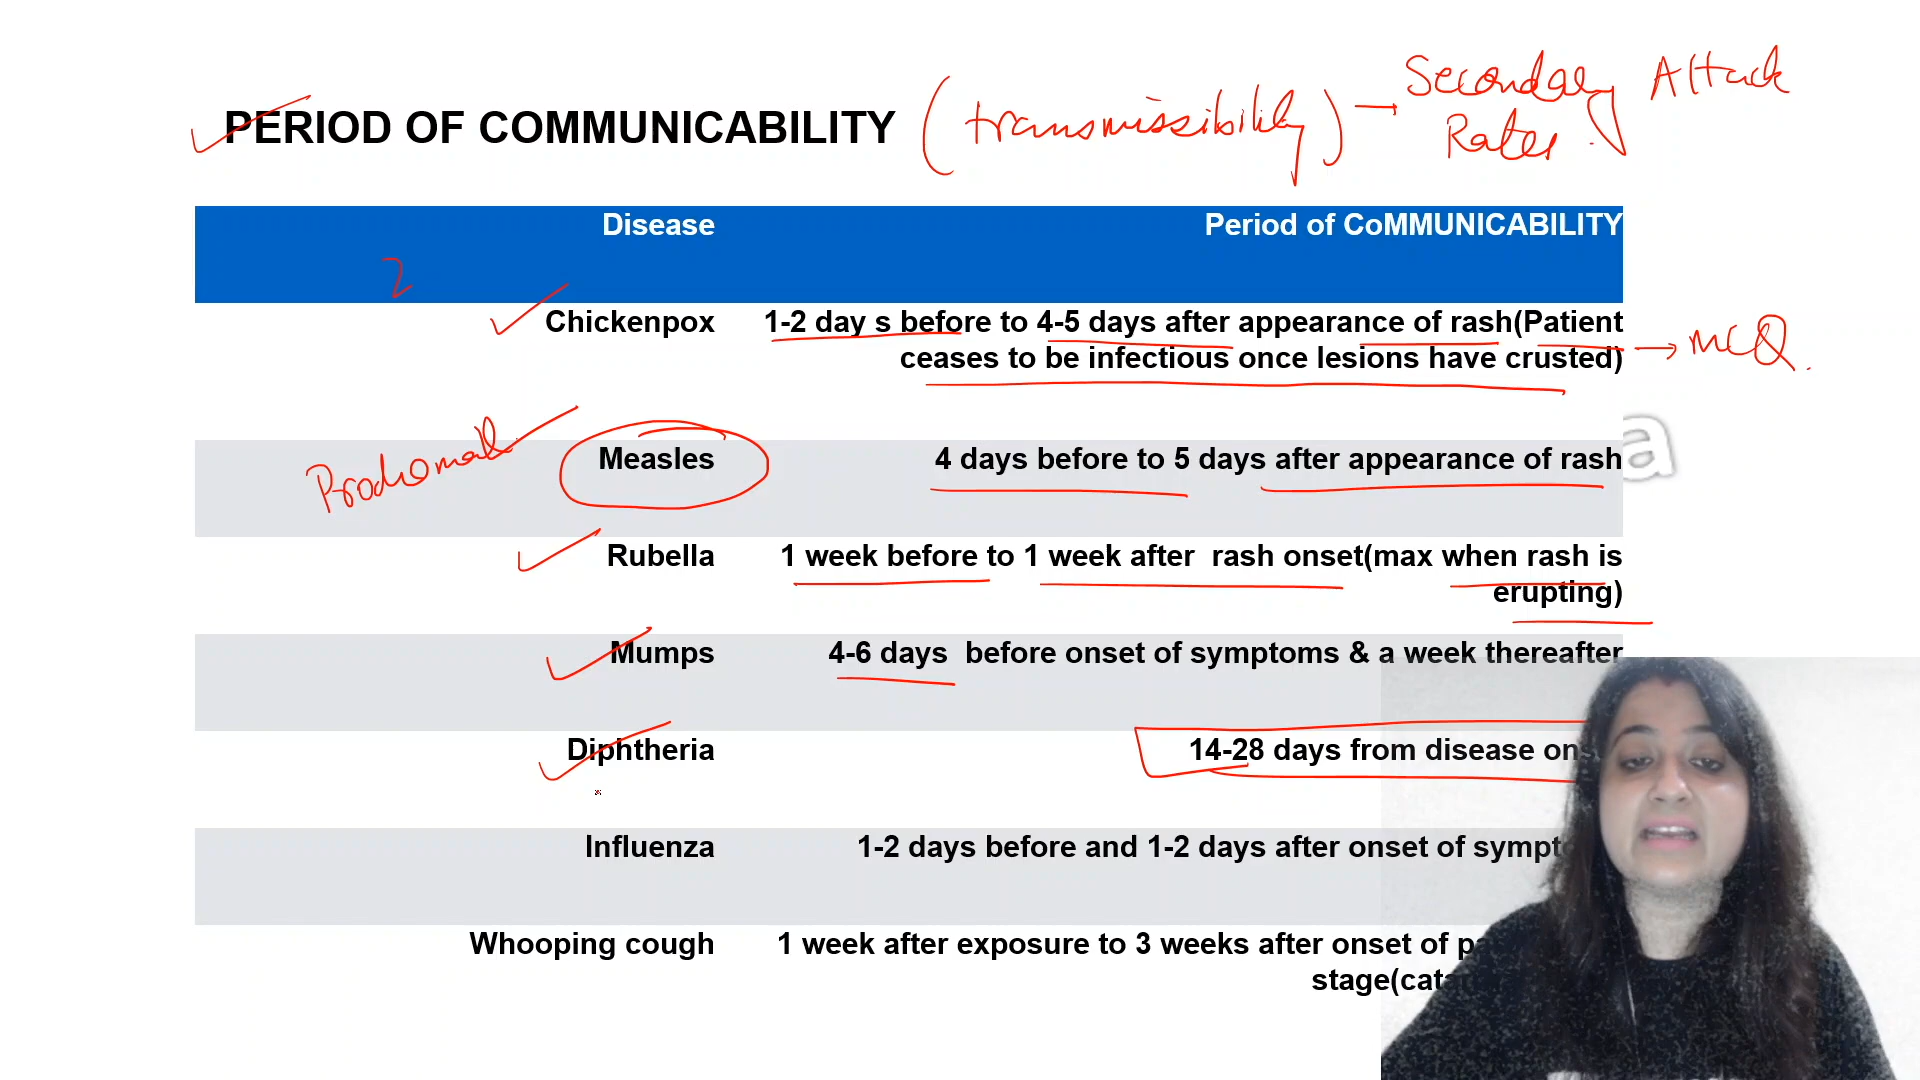 PERIOD OF COMMUNICABILITY (transmissibility) → Secondary Attack
Rates.
Disease Period of CoMMUNICABILITY
2
Chickenpox 1-2 day s before to 4-5 days after appearance of rash(Patient
ceases to be infectious once lesions have crusted) → MCQ.
a
Prodromal Measles 4 days before to 5 days after appearance of rash
Rubella 1 week before to 1 week after rash onset(max when rash is
erupting)
Mumps 4-6 days before onset of symptoms & a week thereafter
Diphtheria 14-28 days from disease
Influenza 1-2 days before and 1-2 days after onset of
Whooping cough 1 week after exposure to 3 weeks after onset of